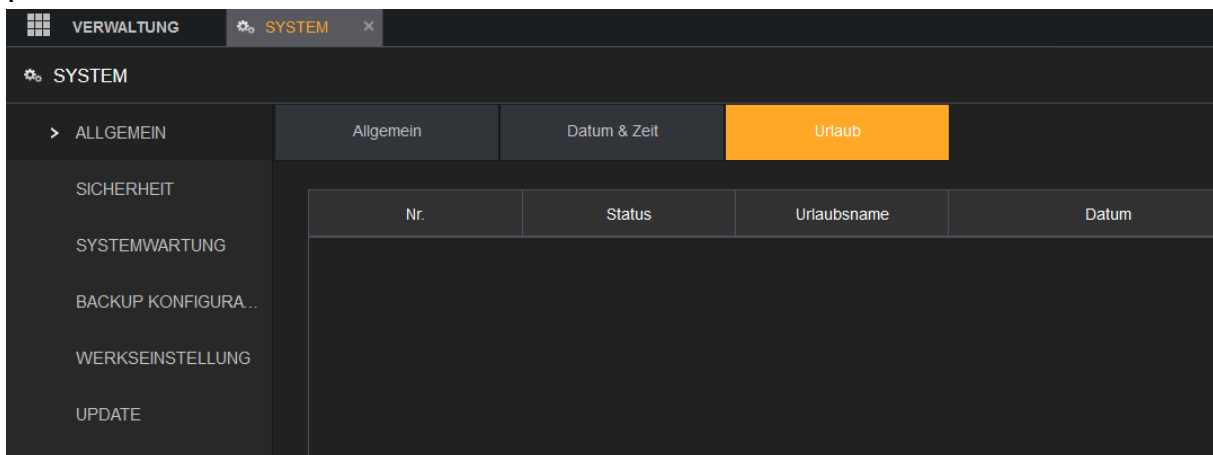 VERWALTUNG SYSTEM ×
SYSTEM
> ALLGEMEIN
Allgemein Datum & Zeit Urlaub
SICHERHEIT
Nr. Status Urlaubsname Datum
SYSTEMWARTUNG
BACKUP KONFIGURA...
WERKSEINSTELLUNG
UPDATE